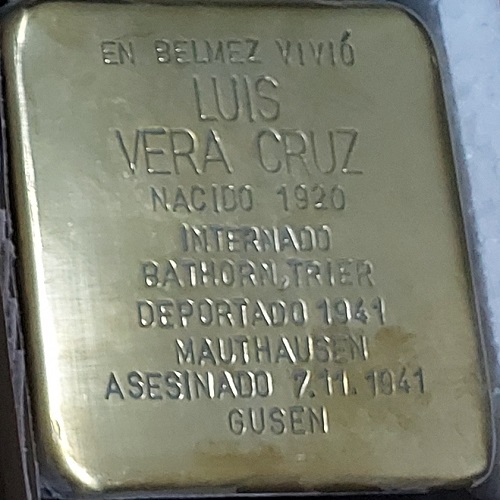 EN BELMEZ VIVIÓ
LUIS
VERA CRUZ
NACIDO 1920
INTERNADO
BATHORN,TRIER
DEPORTADO 1941
MAUTHAUSEN
ASESINADO 7.11.1941
GUSEN